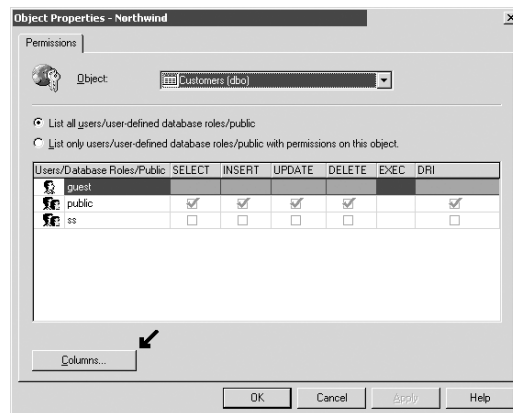 Object Properties - Northwind
Permissions
Object:
Customers (dbo)
List all users/user-defined database roles/public
List only users/user-defined database roles/public with permissions on this object.
Users/Database Roles/Public SELECT INSERT UPDATE DELETE EXEC DRI
guest
public
ss
Columns...
OK Cancel Apply Help